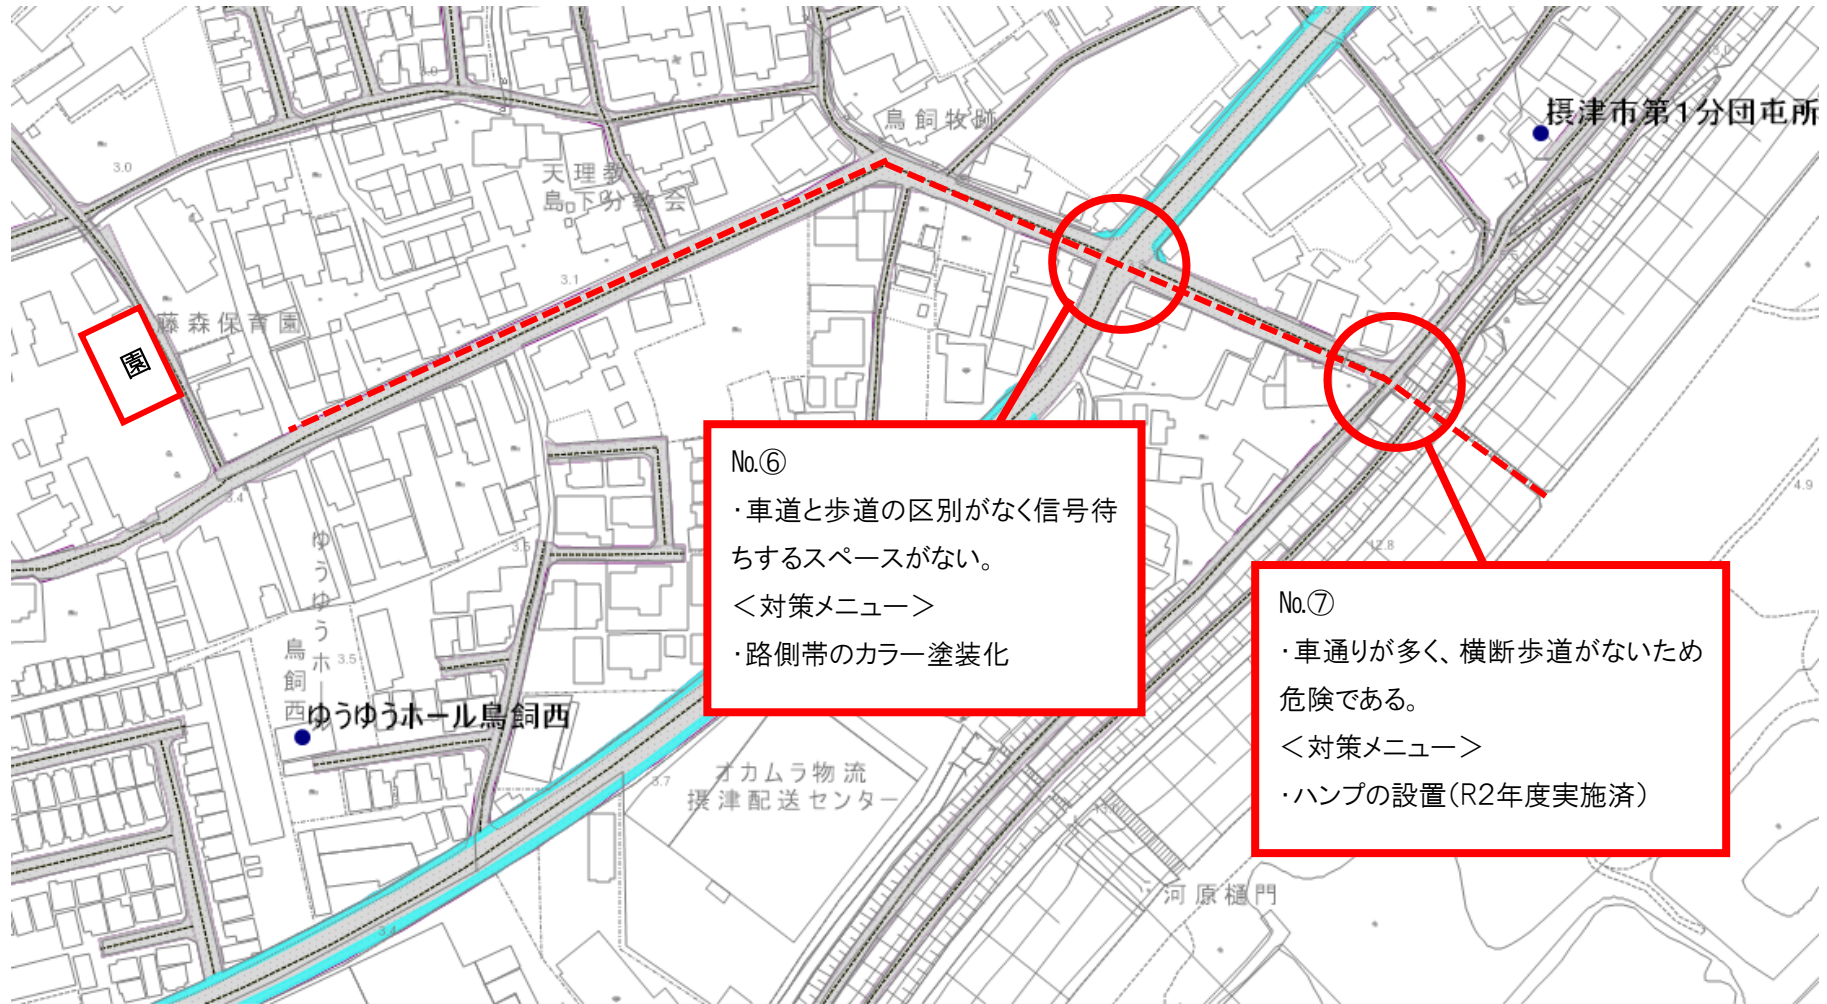 3.0
3.0
鳥飼牧跡
摂津市第1分団屯所
天理教
島下分教会
3.1
藤森保育園
園
3.4
3.5
ゆうゆうホール
鳥飼西
3.5
ゆうゆうホール鳥飼西
No.⑥
・車道と歩道の区別がなく信号待
ちするスペースがない。
＜対策メニュー＞
・路側帯のカラー塗装化
4.9
12.8
No.⑦
・車通りが多く、横断歩道がないため
危険である。
＜対策メニュー＞
・ハンプの設置（R2年度実施済）
オカムラ物流
摂津配送センター
3.7
河原樋門
3.4